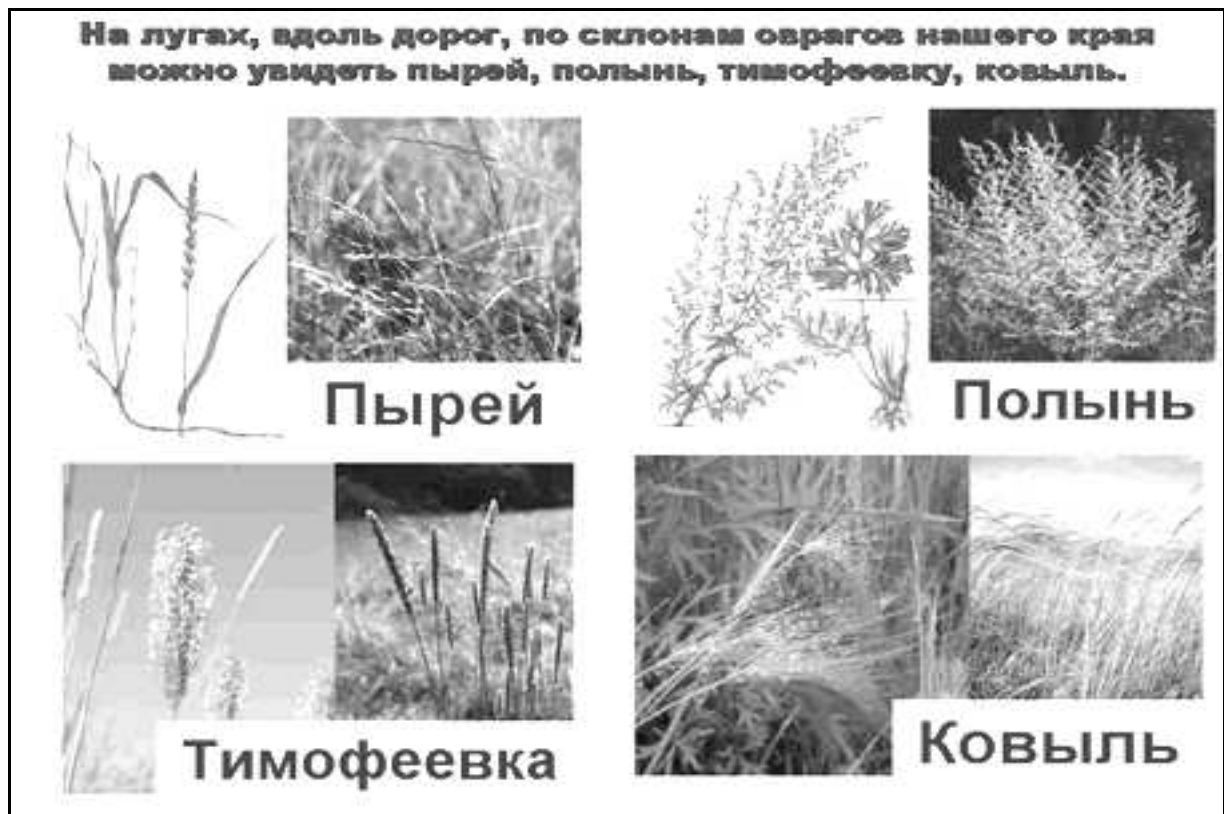 На лугах, вдоль дорог, по склонам оврагов нашего края
можно увидеть пырей, полынь, тимофеевку, ковыль.
Пырей
Полынь
Тимофеевка
Ковыль